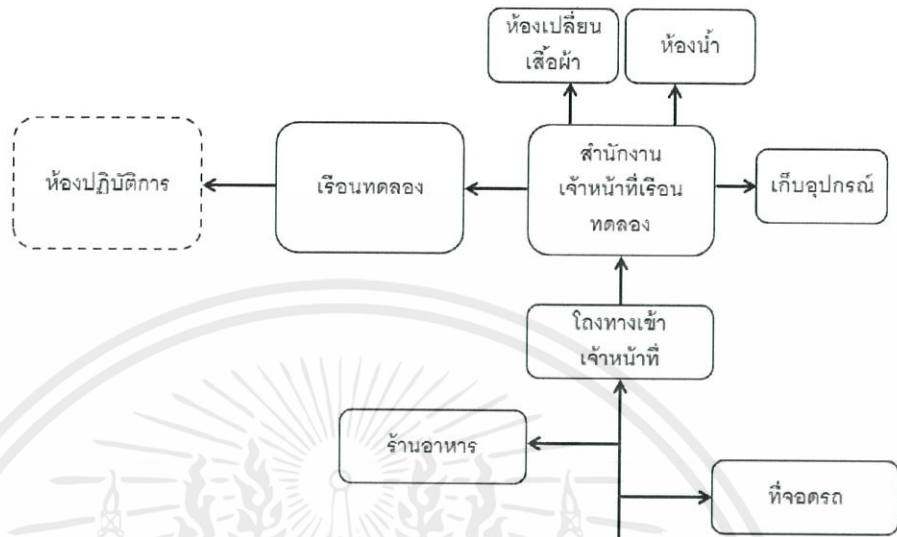 ห้องเปลี่ยน
เสื้อผ้า
ห้องน้ำ
ห้องปฏิบัติการ
เรือนทดลอง
สำนักงาน
เจ้าหน้าที่เรือน
ทดลอง
เก็บอุปกรณ์
โถงทางเข้า
เจ้าหน้าที่
ร้านอาหาร
ที่จอดรถ